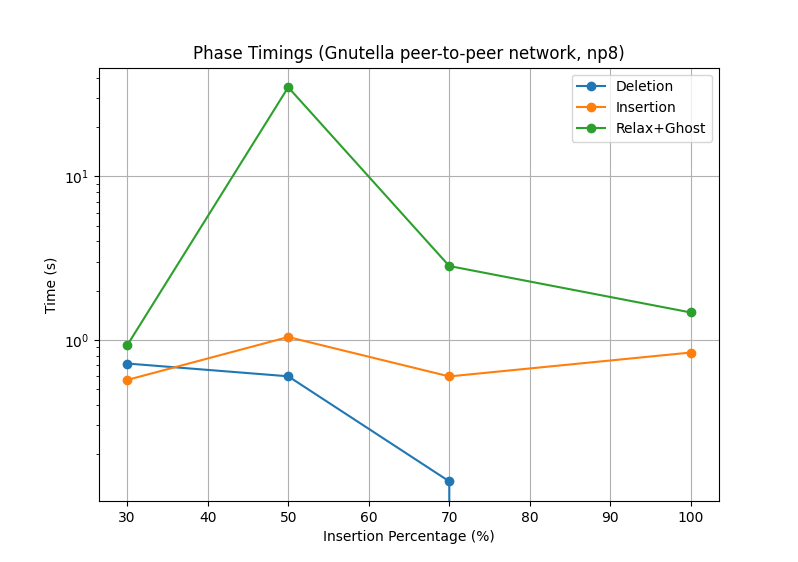 Phase Timings (Gnutella peer-to-peer network, np8)
Deletion
Insertion
Relax+Ghost
Time (s)
10¹
10⁰
30 40 50 60 70 80 90 100
Insertion Percentage (%)